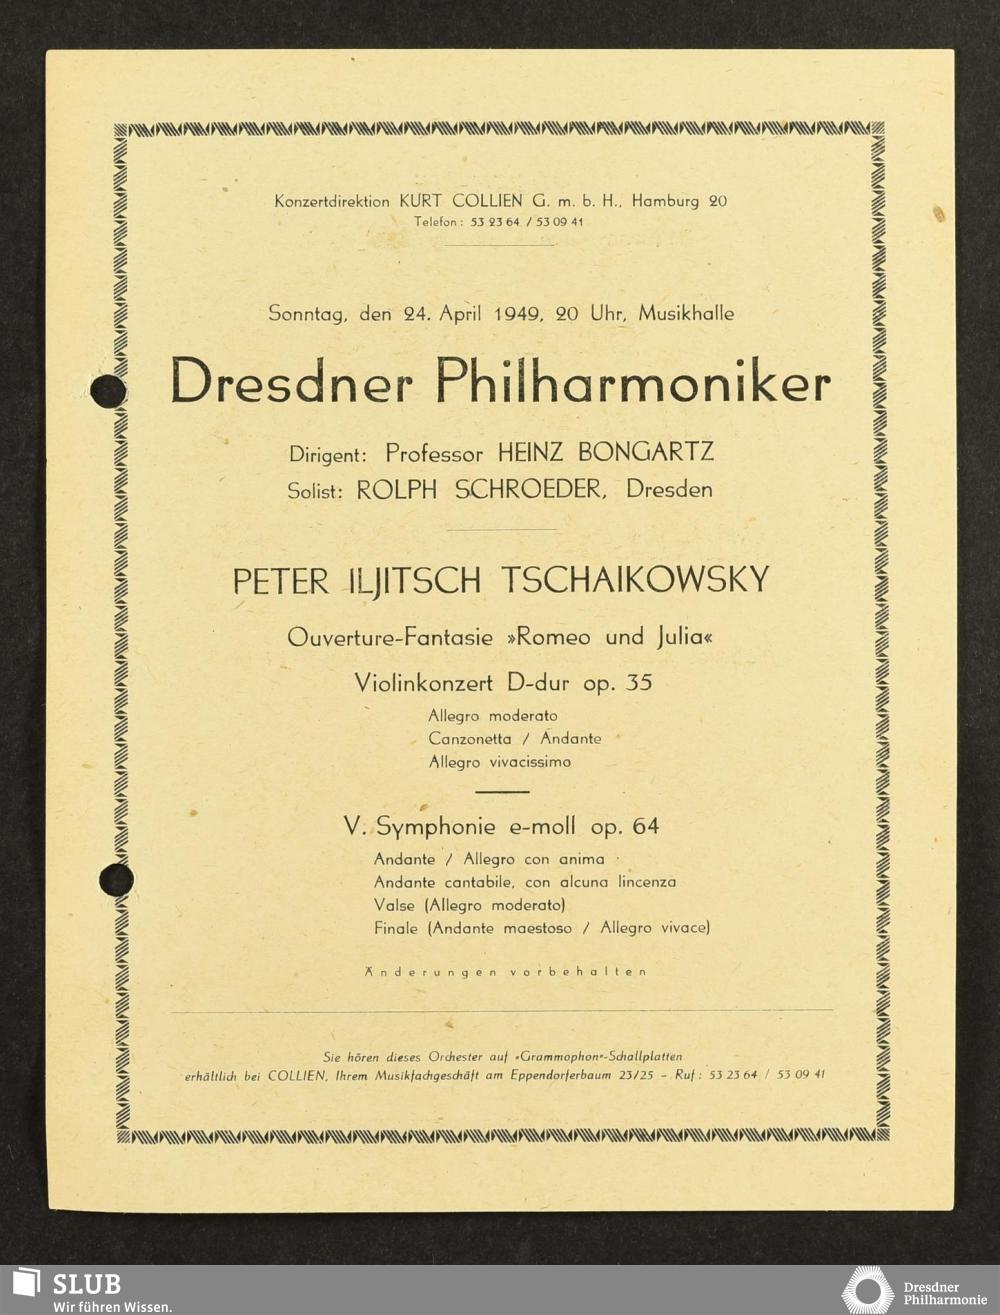 Konzertdirektion KURT COLLIEN G. m. b. H., Hamburg 20
Telefon: 53 23 64 / 53 09 41
Sonntag, den 24. April 1949, 20 Uhr, Musikhalle
Dresdner Philharmoniker
Dirigent: Professor HEINZ BONGARTZ
Solist: ROLPH SCHROEDER, Dresden
PETER ILJITSCH TSCHAIKOWSKY
Ouverture-Fantasie »Romeo und Julia«
Violinkonzert D-dur op. 35
Allegro moderato
Canzonetta / Andante
Allegro vivacissimo
V. Symphonie e-moll op. 64
Andante / Allegro con anima
Andante cantabile, con alcuna lincenza
Valse (Allegro moderato)
Finale (Andante maestoso / Allegro vivace)
Änderungen vorbehalten
Sie hören dieses Orchester auf „Grammophon"-Schallplatten
erhältlich bei COLLIEN, Ihrem Musikfachgeschäft am Eppendorferbaum 23/25 – Ruf: 53 23 64 / 53 09 41
SLUB
Wir führen Wissen.
Dresdner
Philharmonie